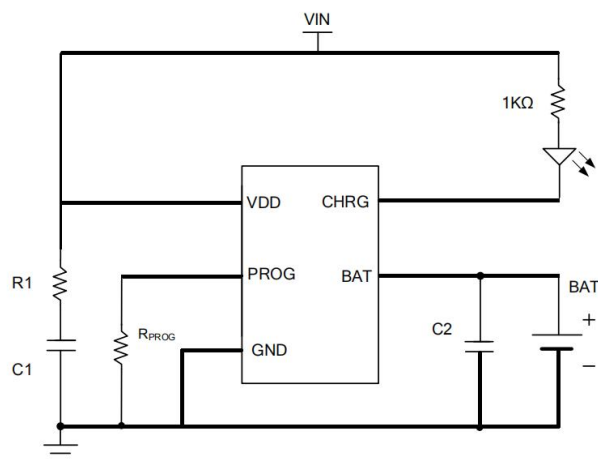 VIN
1KΩ
VDD
CHRG
R1
PROG
BAT
BAT
+
RPROG
C2
GND
C1
−